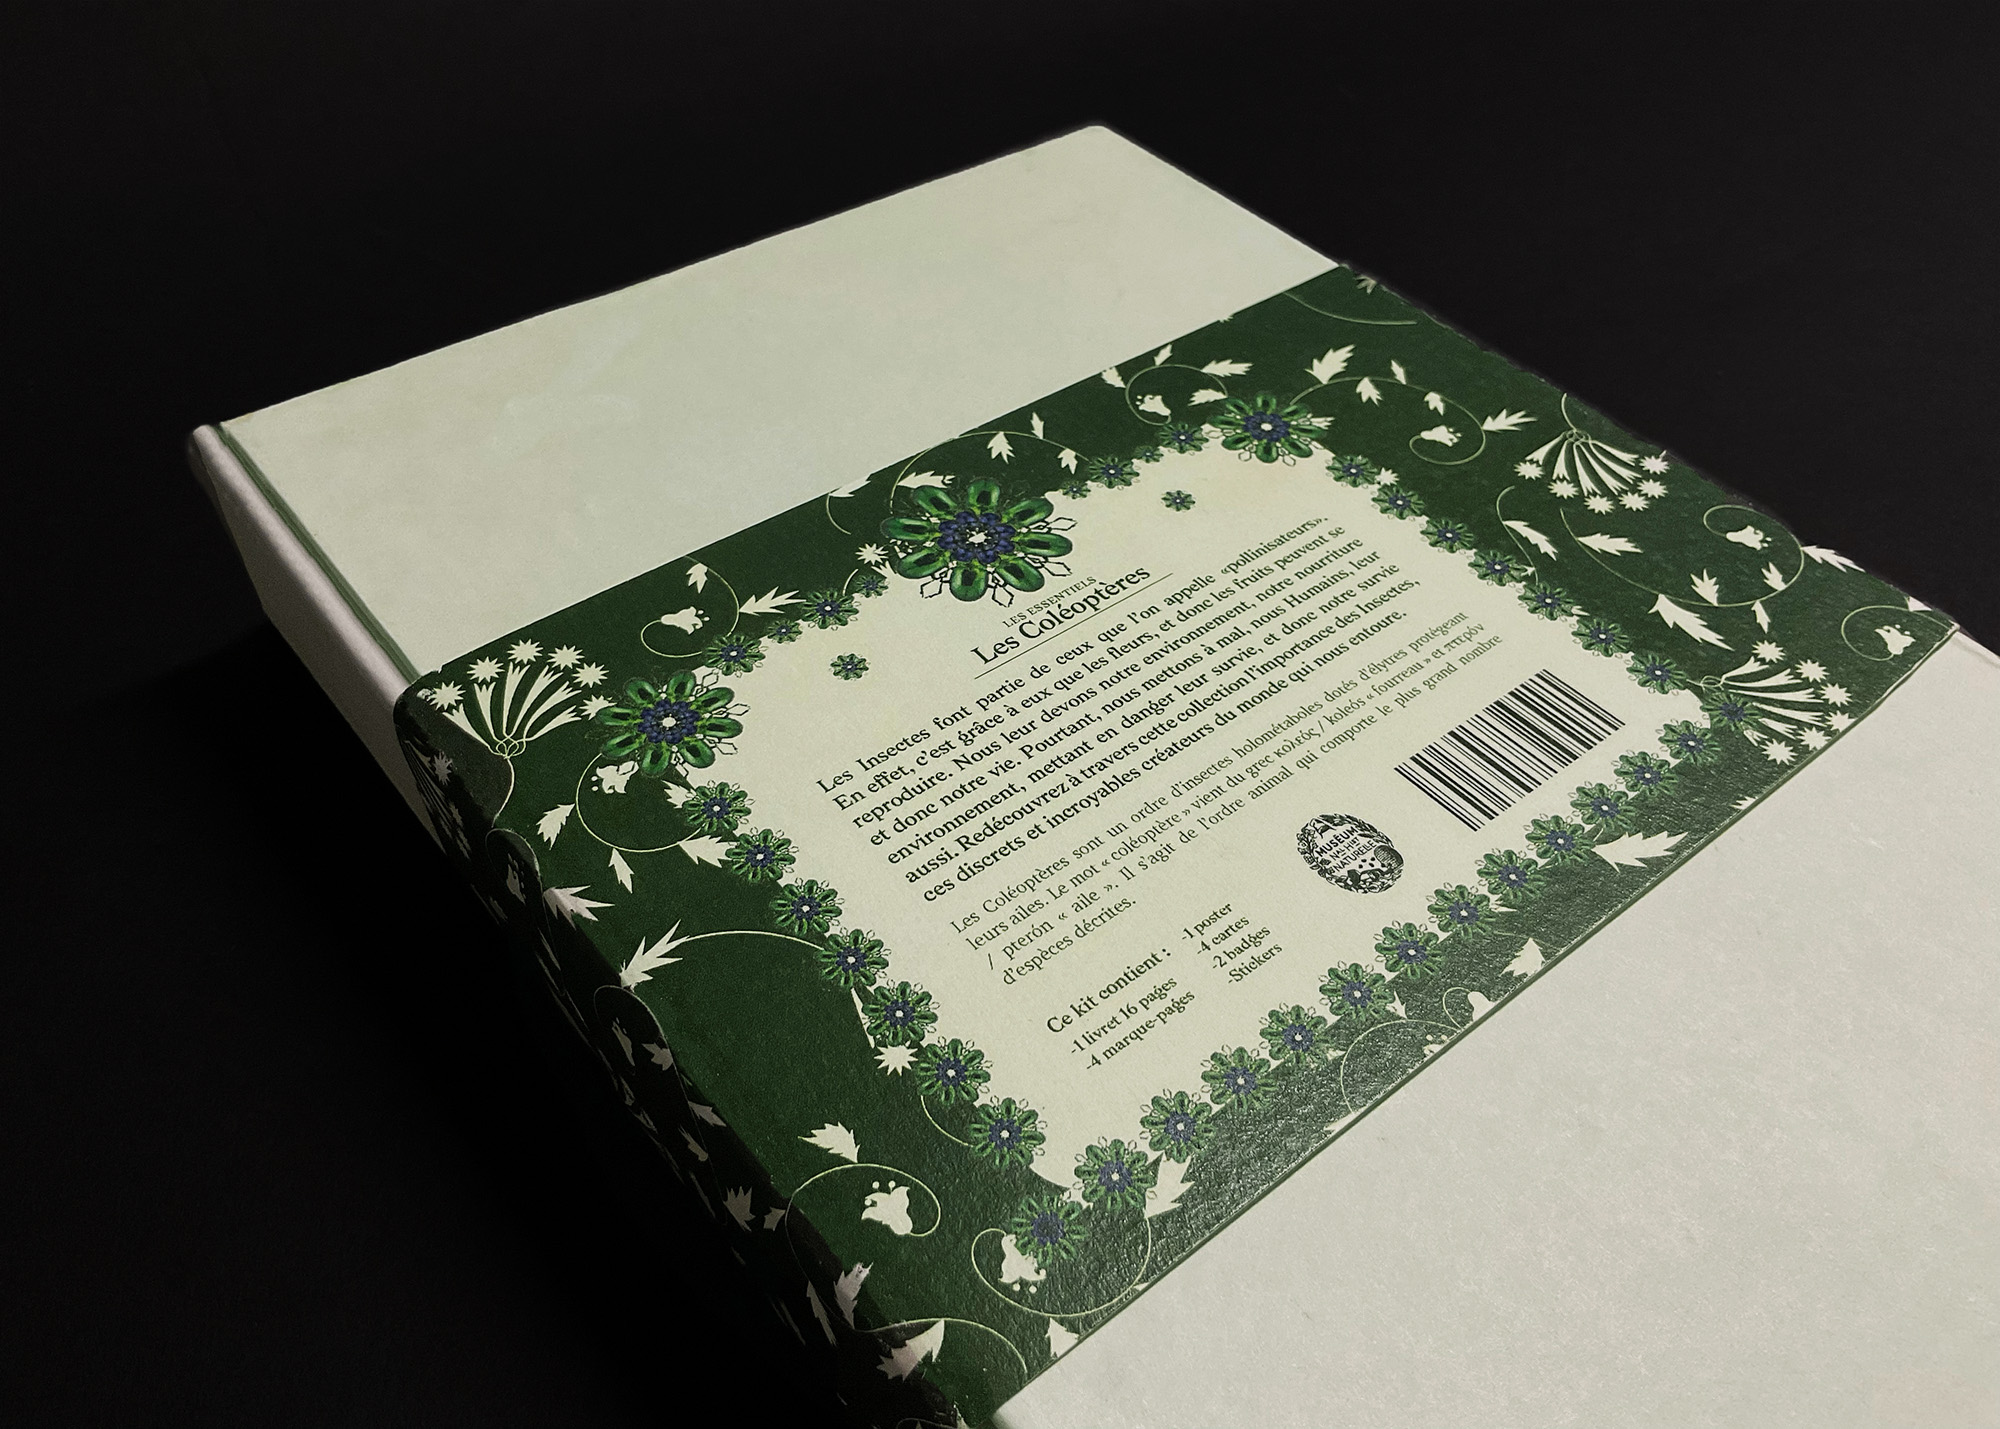 LES ESSENTIELS
Les Coléoptères
Les Insectes font partie de ceux que l'on appelle «pollinisateurs».
En effet, c'est grâce à eux que les fleurs, et donc les fruits peuvent se
reproduire. Nous leur devons notre environnement, notre nourriture
et donc notre vie. Pourtant, nous mettons à mal, nous Humains, leur
environnement, mettant en danger leur survie, et donc notre survie
aussi. Redécouvrez à travers cette collection l'importance des Insectes,
ces discrets et incroyables créateurs du monde qui nous entoure.
Les Coléoptères sont un ordre d'insectes holométaboles dotés d'élytres protégeant
leurs ailes. Le mot « coléoptère » vient du grec κολεός / koleós « fourreau » et πτερόν
/ pterón « aile ». Il s'agit de l'ordre animal qui comporte le plus grand nombre
d'espèces décrites.
Ce kit contient :
-1 livret 16 pages
-4 marque-pages
-1 poster
-4 cartes
-2 badges
-Stickers
MUSÉUM
NAL HIST
NATURELLE